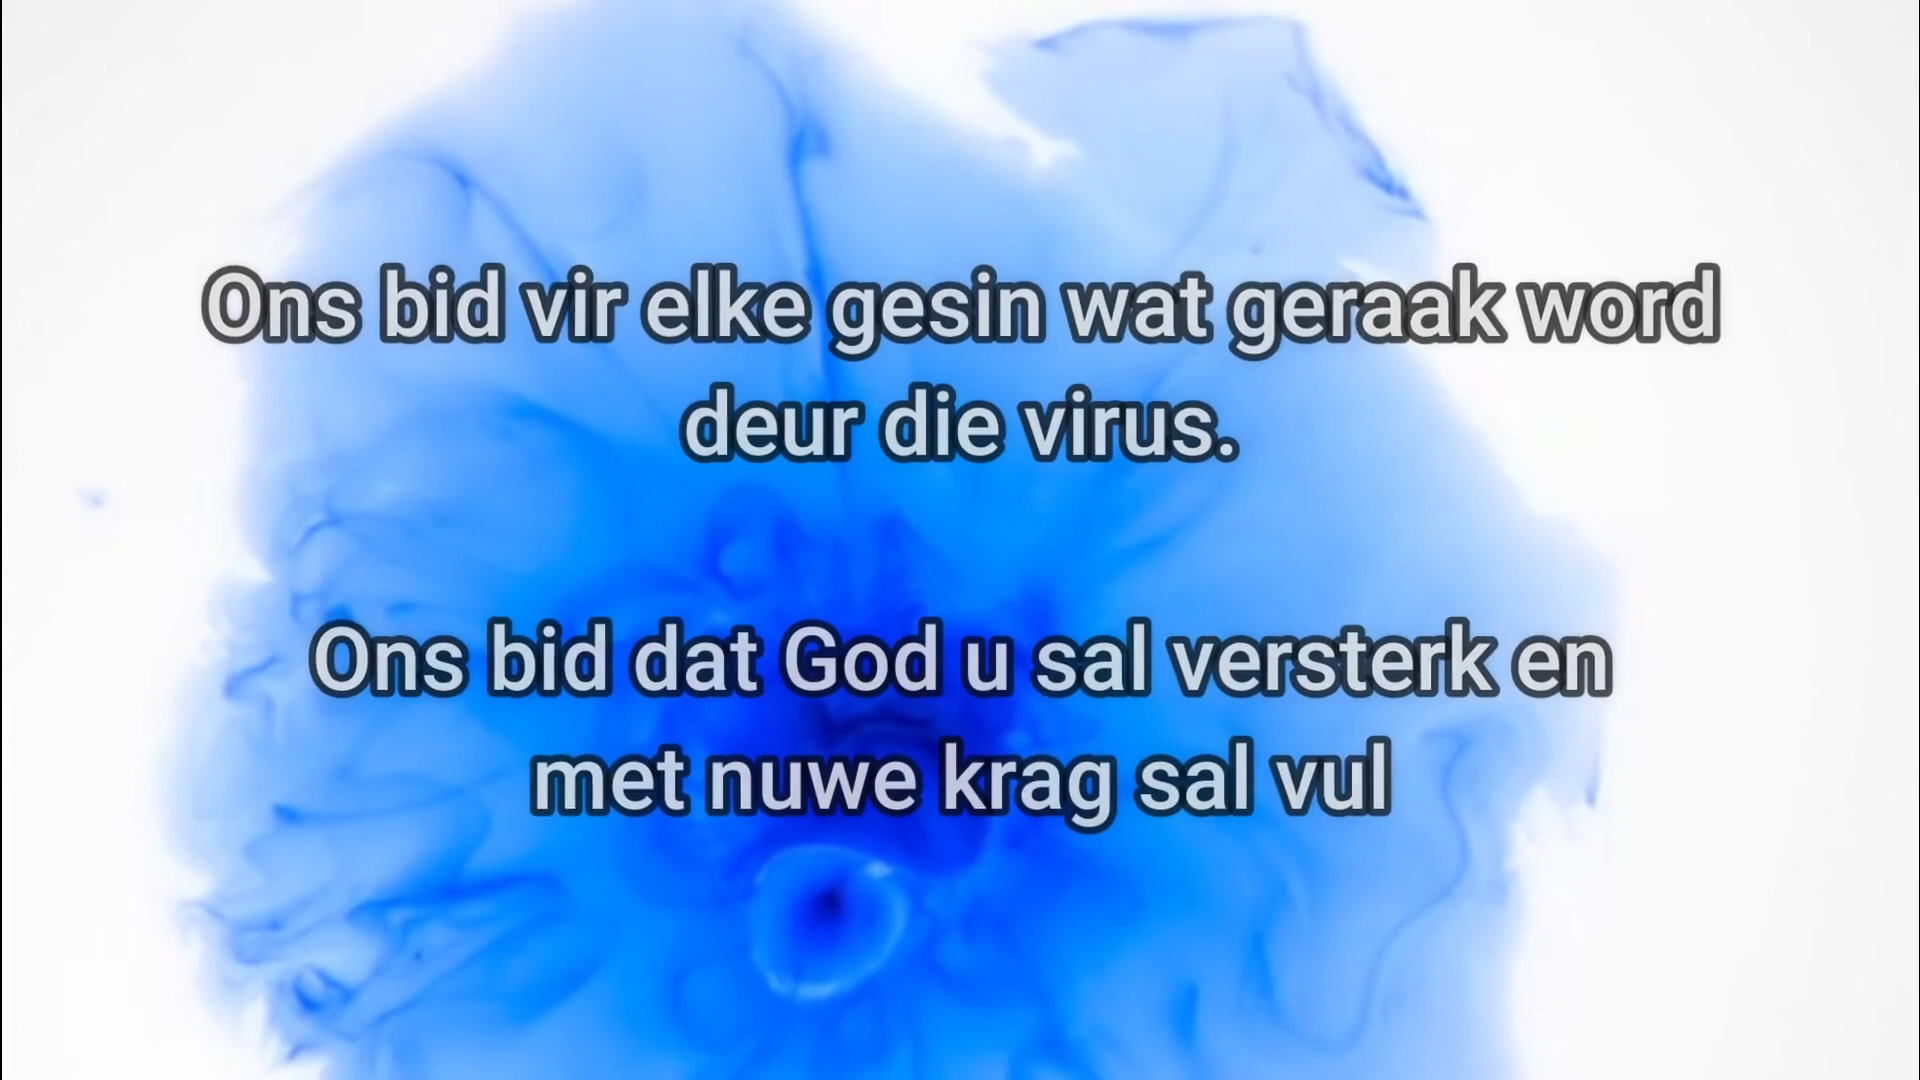 Ons bid vir elke gesin wat geraak word
deur die virus.
Ons bid dat God u sal versterk en
met nuwe krag sal vul